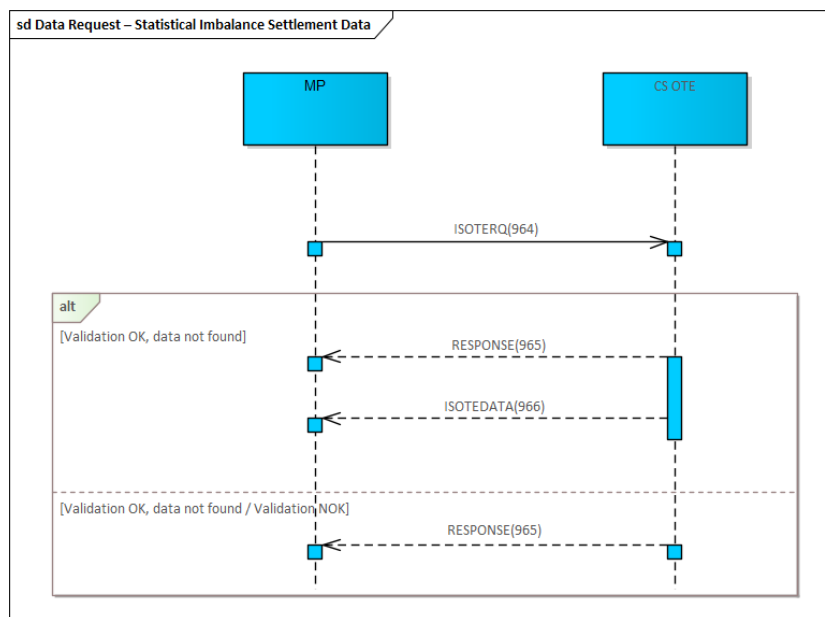 sd Data Request – Statistical Imbalance Settlement Data
MP
CS OTE
ISOTERQ(964)
alt
[Validation OK, data not found]
RESPONSE(965)
ISOTEDATA(966)
[Validation OK, data not found / Validation NOK]
RESPONSE(965)